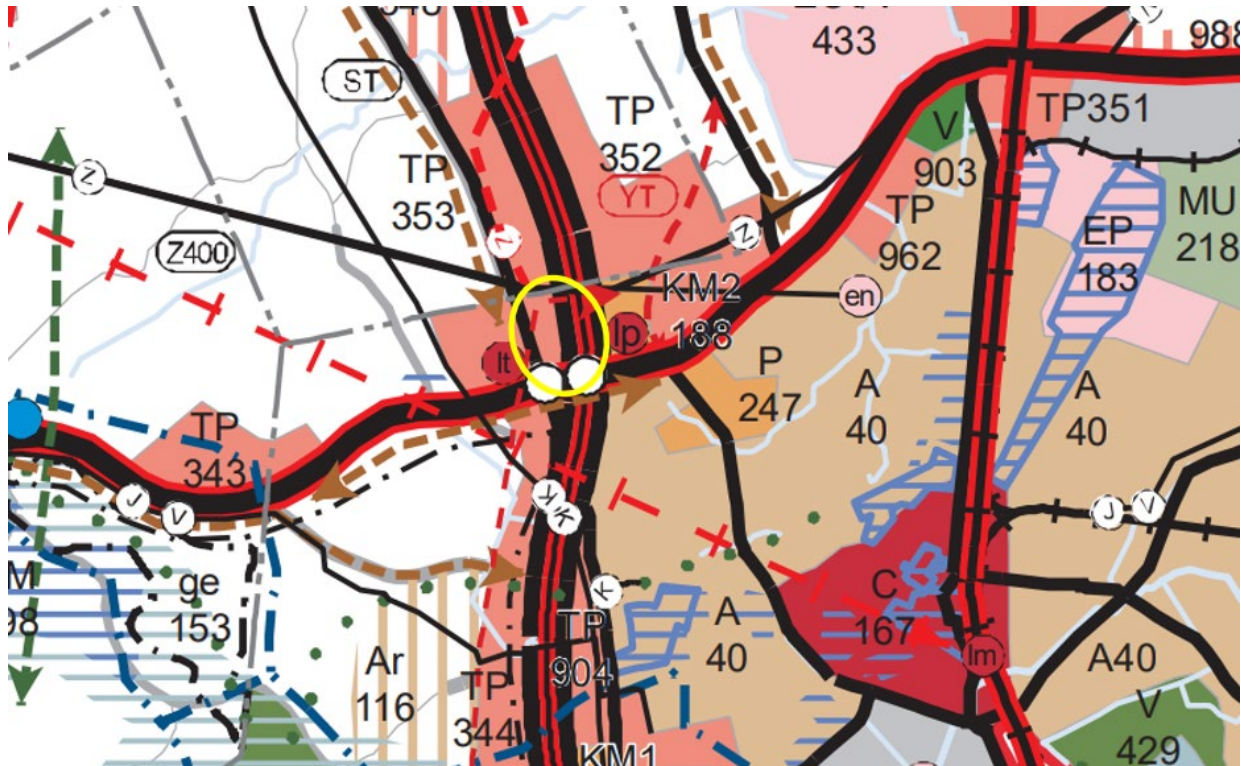 433
988
ST
TP
352
TP351
TP
353
YT
V
903
Z
TP
962
MU
218
EP
183
Z
Z
Z400
KM2
188
en
lp
lt
P
247
A
40
A
40
TP
343
J
V
K
K
J
V
ge
153
C
167
K
A
40
TP
904
lm
Ar
116
A40
TP
344
V
429
KM1